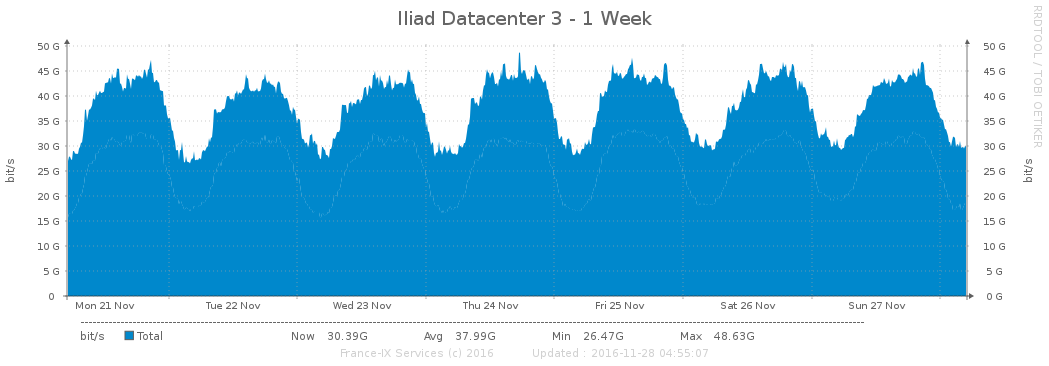 Iliad Datacenter 3 - 1 Week
RRDTOOL / TOBI OETIKER
50 G 50 G
45 G 45 G
40 G 40 G
35 G 35 G
30 G 30 G
25 G 25 G
20 G 20 G
15 G 15 G
10 G 10 G
5 G 5 G
0 0 G
bit/s bit/s
Mon 21 Nov Tue 22 Nov Wed 23 Nov Thu 24 Nov Fri 25 Nov Sat 26 Nov Sun 27 Nov
bit/s Total Now 30.39G Avg 37.99G Min 26.47G Max 48.63G
France-IX Services (c) 2016 Updated : 2016-11-28 04:55:07